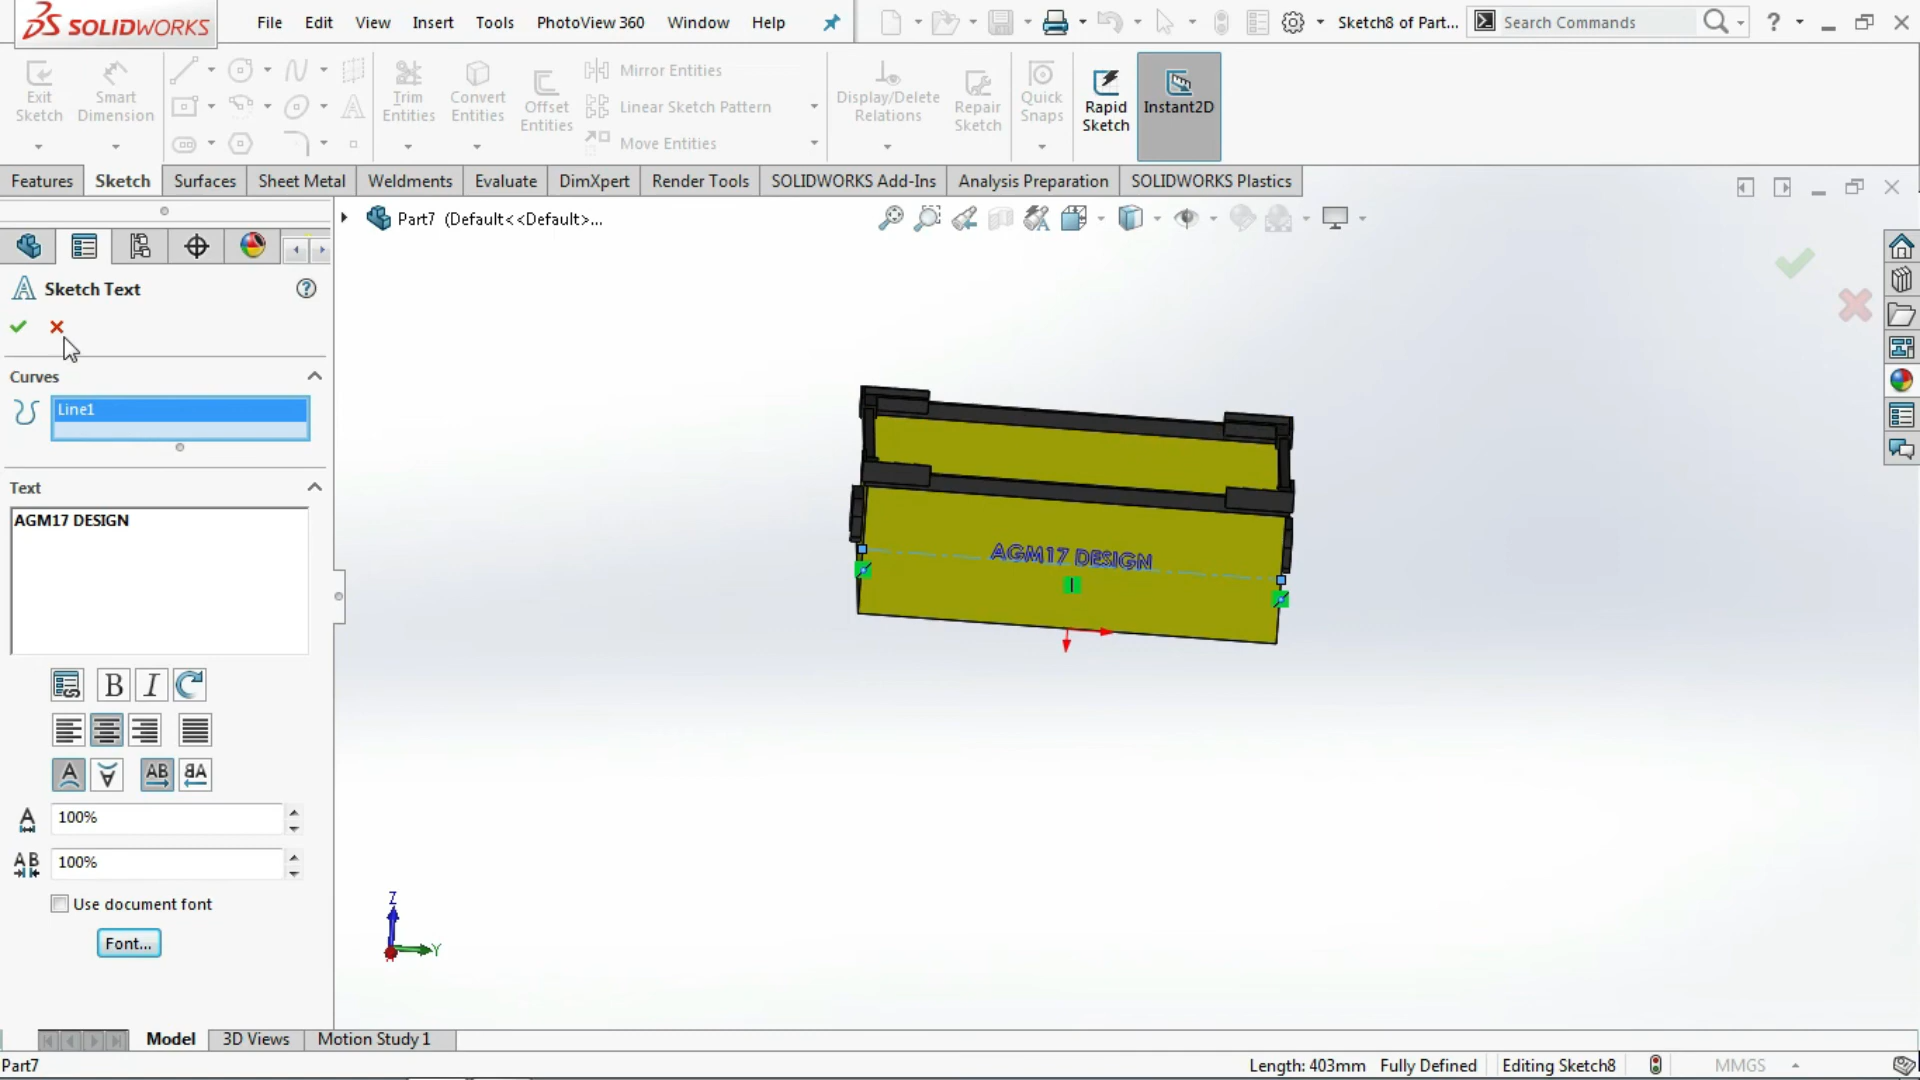 SOLIDWORKS
File Edit View Insert Tools PhotoView 360 Window Help
Sketch8 of Part...
Search Commands
?
Exit Sketch
Smart Dimension
Trim Entities
Convert Entities
Offset Entities
Mirror Entities
Linear Sketch Pattern
Move Entities
Display/Delete Relations
Repair Sketch
Quick Snaps
Rapid Sketch
Instant2D
Features Sketch Surfaces Sheet Metal Weldments Evaluate DimXpert Render Tools SOLIDWORKS Add-Ins Analysis Preparation SOLIDWORKS Plastics
Part7 (Default<<Default>...
Sketch Text
Curves
Line1
Text
AGM17 DESIGN
B I
AB
100%
AB
100%
Use document font
Font...
AGM17 DESIGN
Z
Y
Model 3D Views Motion Study 1
Part7
Length: 403mm Fully Defined Editing Sketch8 MMGS